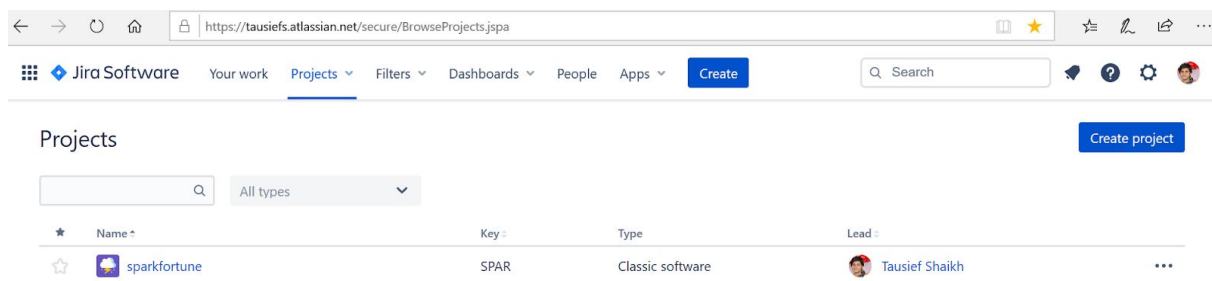 https://tausiefs.atlassian.net/secure/BrowseProjects.jspa
Jira Software Your work Projects Filters Dashboards People Apps Create Search
Projects Create project
All types
Name Key Type Lead
sparkfortune SPAR Classic software Tausief Shaikh